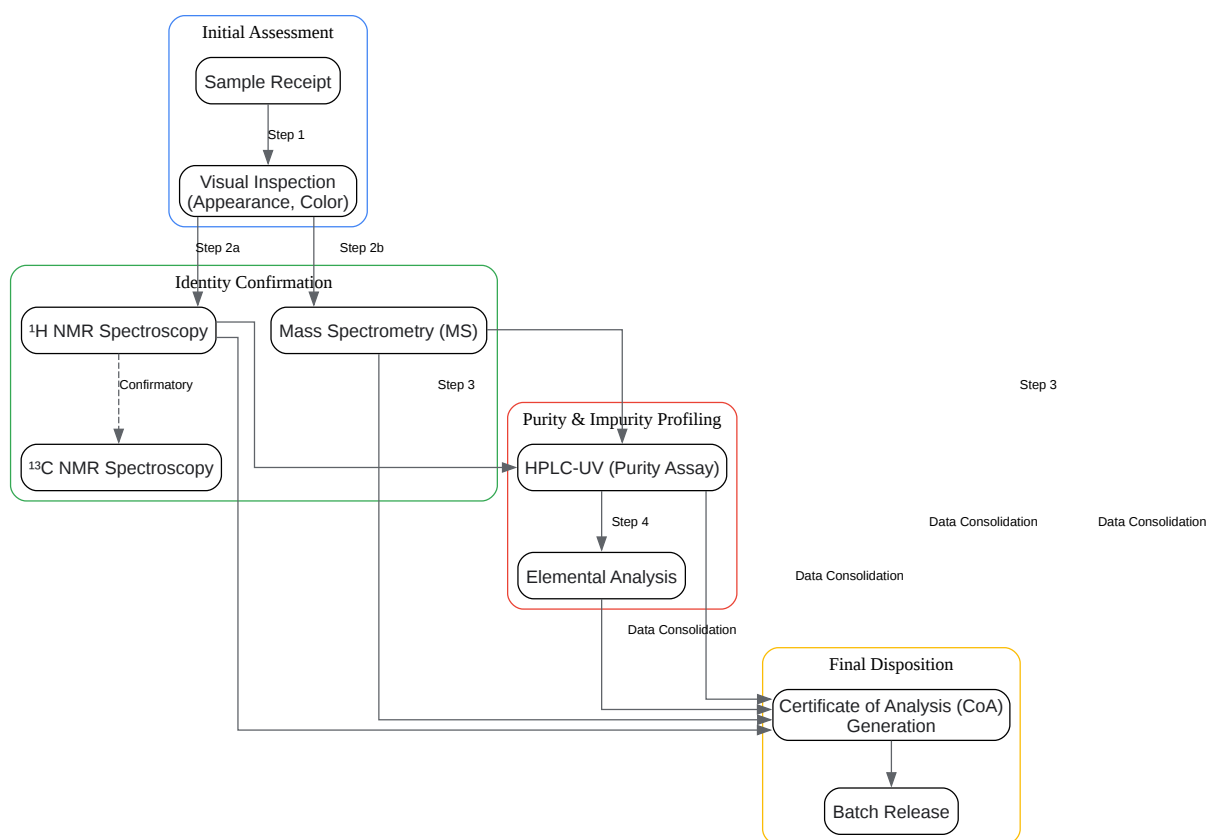 Initial Assessment
Sample Receipt
Step 1
Visual Inspection
(Appearance, Color)
Step 2a
Step 2b
Identity Confirmation
¹H NMR Spectroscopy
Mass Spectrometry (MS)
Confirmatory
Step 3
Step 3
Purity & Impurity Profiling
¹³C NMR Spectroscopy
HPLC-UV (Purity Assay)
Step 4
Data Consolidation
Data Consolidation
Elemental Analysis
Data Consolidation
Data Consolidation
Final Disposition
Certificate of Analysis (CoA)
Generation
Batch Release